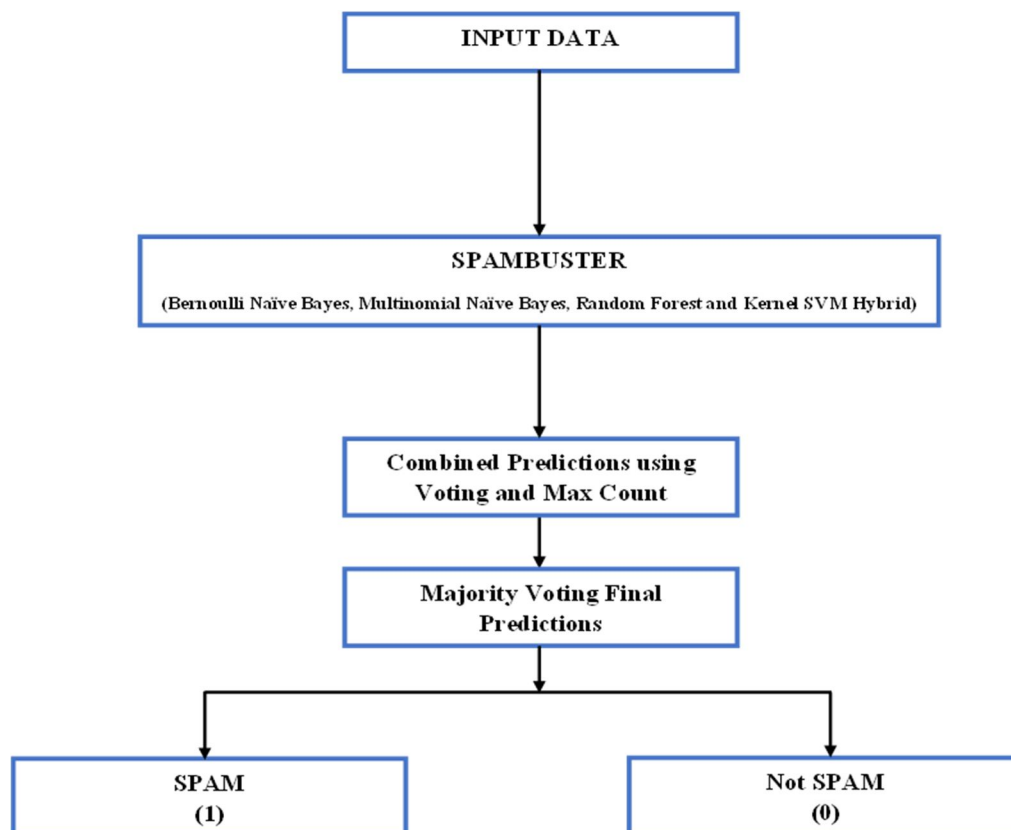 INPUT DATA
SPAMBUSTER
(Bernoulli Naïve Bayes, Multinomial Naïve Bayes, Random Forest and Kernel SVM Hybrid)
Combined Predictions using
Voting and Max Count
Majority Voting Final
Predictions
SPAM
(1)
Not SPAM
(0)